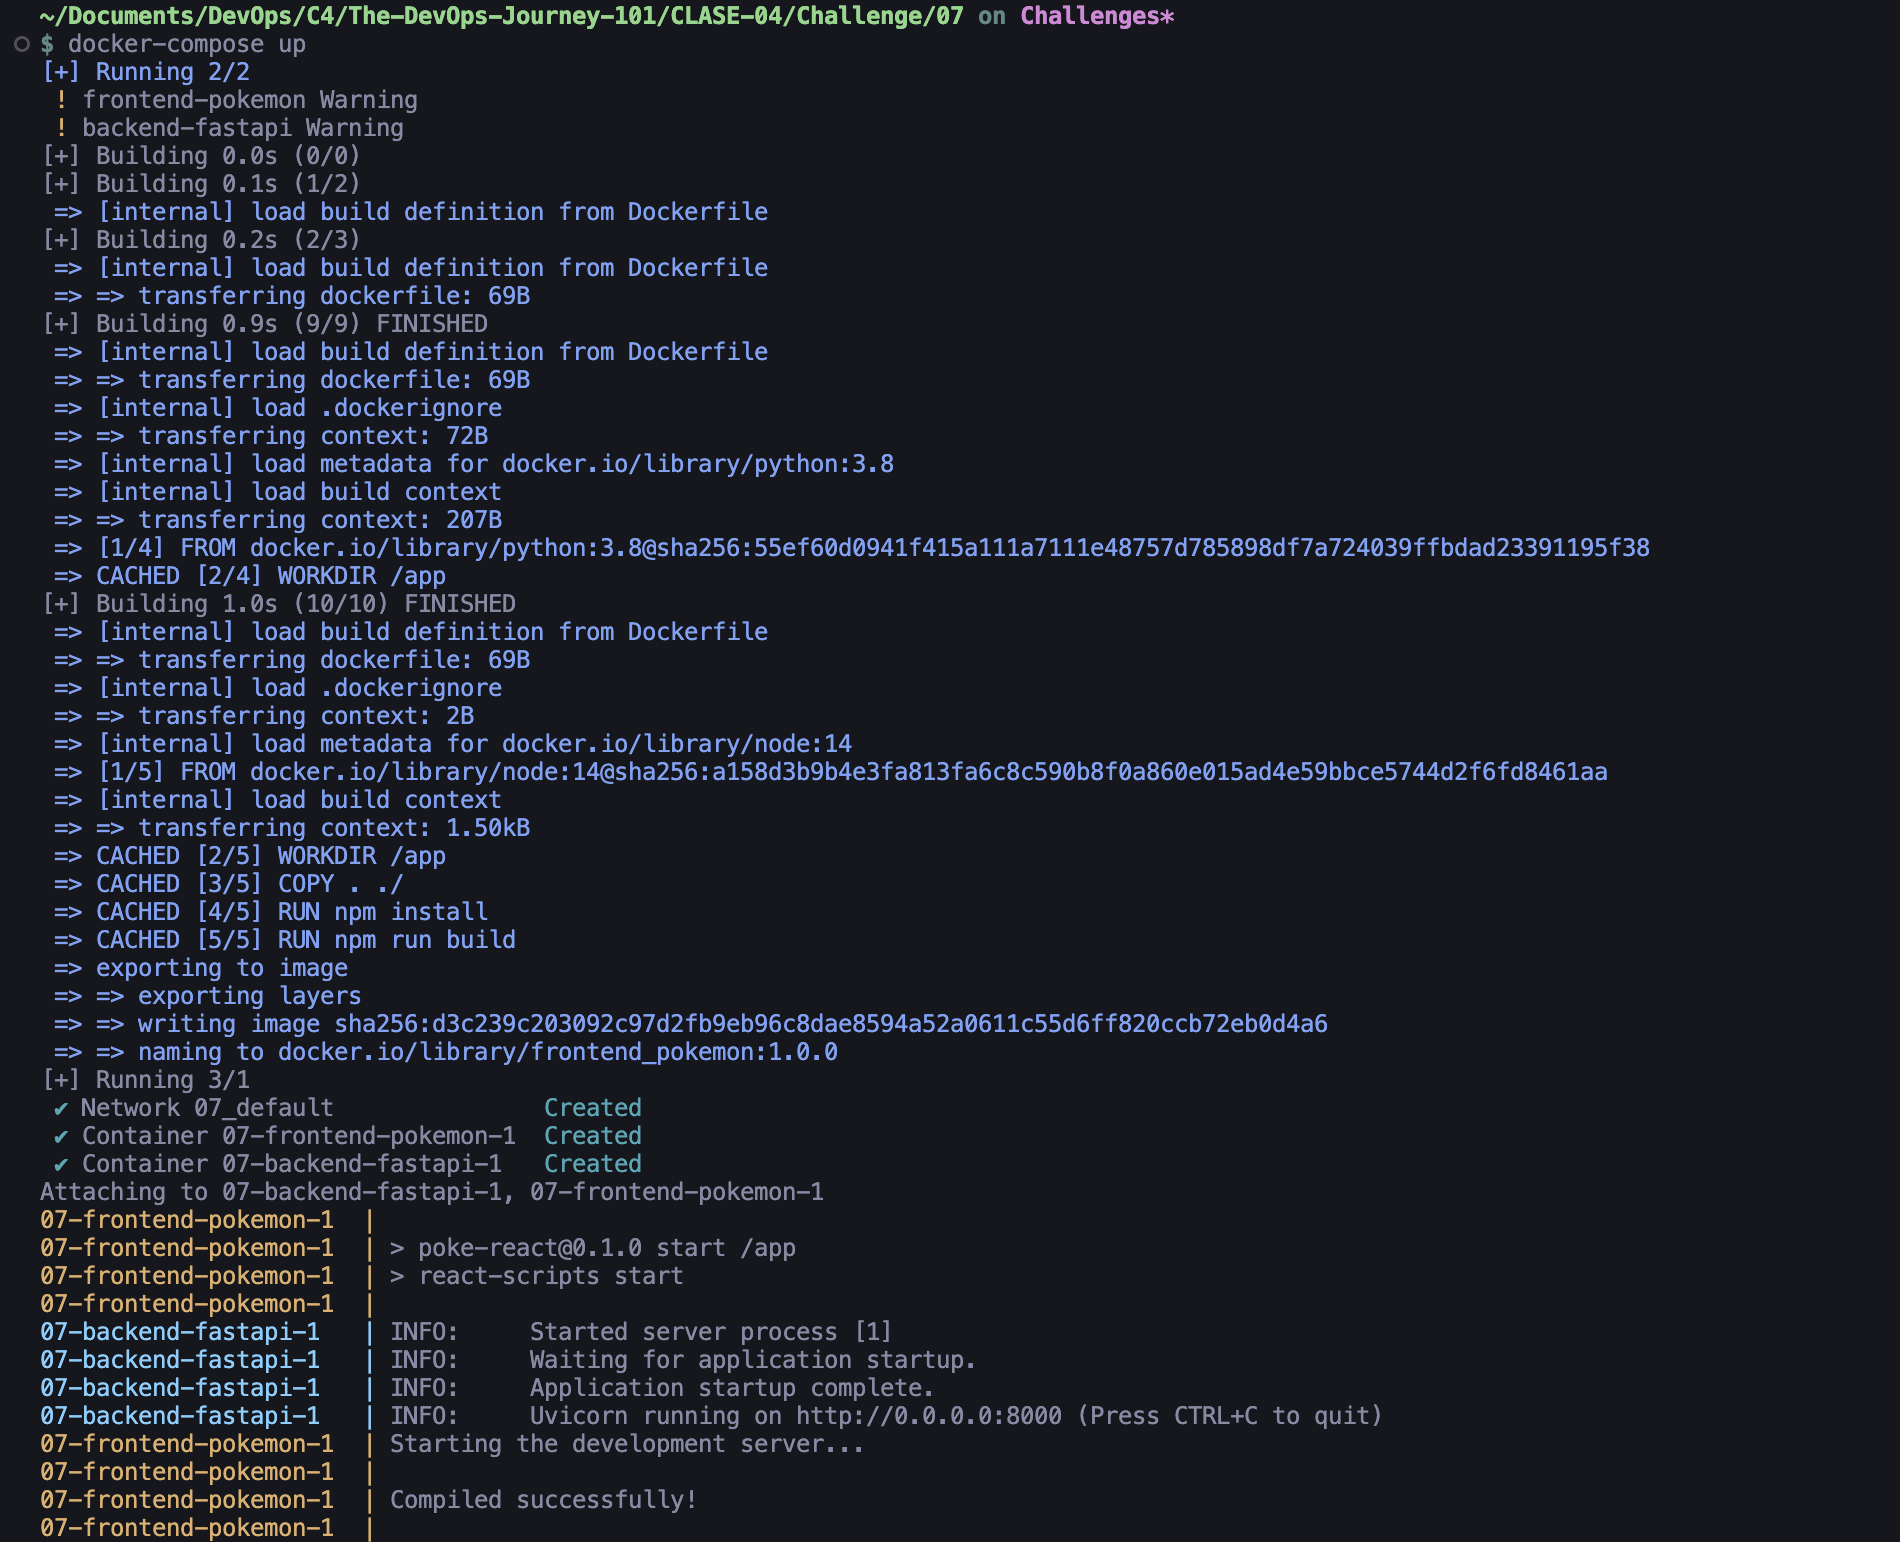 ~/Documents/DevOps/C4/The-DevOps-Journey-101/CLASE-04/Challenge/07 on Challenges*
$ docker-compose up
[+] Running 2/2
! frontend-pokemon Warning
! backend-fastapi Warning
[+] Building 0.0s (0/0)
[+] Building 0.1s (1/2)
=> [internal] load build definition from Dockerfile
[+] Building 0.2s (2/3)
=> [internal] load build definition from Dockerfile
=> => transferring dockerfile: 69B
[+] Building 0.9s (9/9) FINISHED
=> [internal] load build definition from Dockerfile
=> => transferring dockerfile: 69B
=> [internal] load .dockerignore
=> => transferring context: 72B
=> [internal] load metadata for docker.io/library/python:3.8
=> [internal] load build context
=> => transferring context: 207B
=> [1/4] FROM docker.io/library/python:3.8@sha256:55ef60d0941f415a111a7111e48757d785898df7a724039ffbdad23391195f38
=> CACHED [2/4] WORKDIR /app
[+] Building 1.0s (10/10) FINISHED
=> [internal] load build definition from Dockerfile
=> => transferring dockerfile: 69B
=> [internal] load .dockerignore
=> => transferring context: 2B
=> [internal] load metadata for docker.io/library/node:14
=> [1/5] FROM docker.io/library/node:14@sha256:a158d3b9b4e3fa813fa6c8c590b8f0a860e015ad4e59bbce5744d2f6fd8461aa
=> [internal] load build context
=> => transferring context: 1.50kB
=> CACHED [2/5] WORKDIR /app
=> CACHED [3/5] COPY . ./
=> CACHED [4/5] RUN npm install
=> CACHED [5/5] RUN npm run build
=> exporting to image
=> => exporting layers
=> => writing image sha256:d3c239c203092c97d2fb9eb96c8dae8594a52a0611c55d6ff820ccb72eb0d4a6
=> => naming to docker.io/library/frontend_pokemon:1.0.0
[+] Running 3/1
✔ Network 07_default Created
✔ Container 07-frontend-pokemon-1 Created
✔ Container 07-backend-fastapi-1 Created
Attaching to 07-backend-fastapi-1, 07-frontend-pokemon-1
07-frontend-pokemon-1 |
07-frontend-pokemon-1 | > poke-react@0.1.0 start /app
07-frontend-pokemon-1 | > react-scripts start
07-frontend-pokemon-1 |
07-backend-fastapi-1 | INFO: Started server process [1]
07-backend-fastapi-1 | INFO: Waiting for application startup.
07-backend-fastapi-1 | INFO: Application startup complete.
07-backend-fastapi-1 | INFO: Uvicorn running on http://0.0.0.0:8000 (Press CTRL+C to quit)
07-frontend-pokemon-1 | Starting the development server...
07-frontend-pokemon-1 |
07-frontend-pokemon-1 | Compiled successfully!
07-frontend-pokemon-1 |